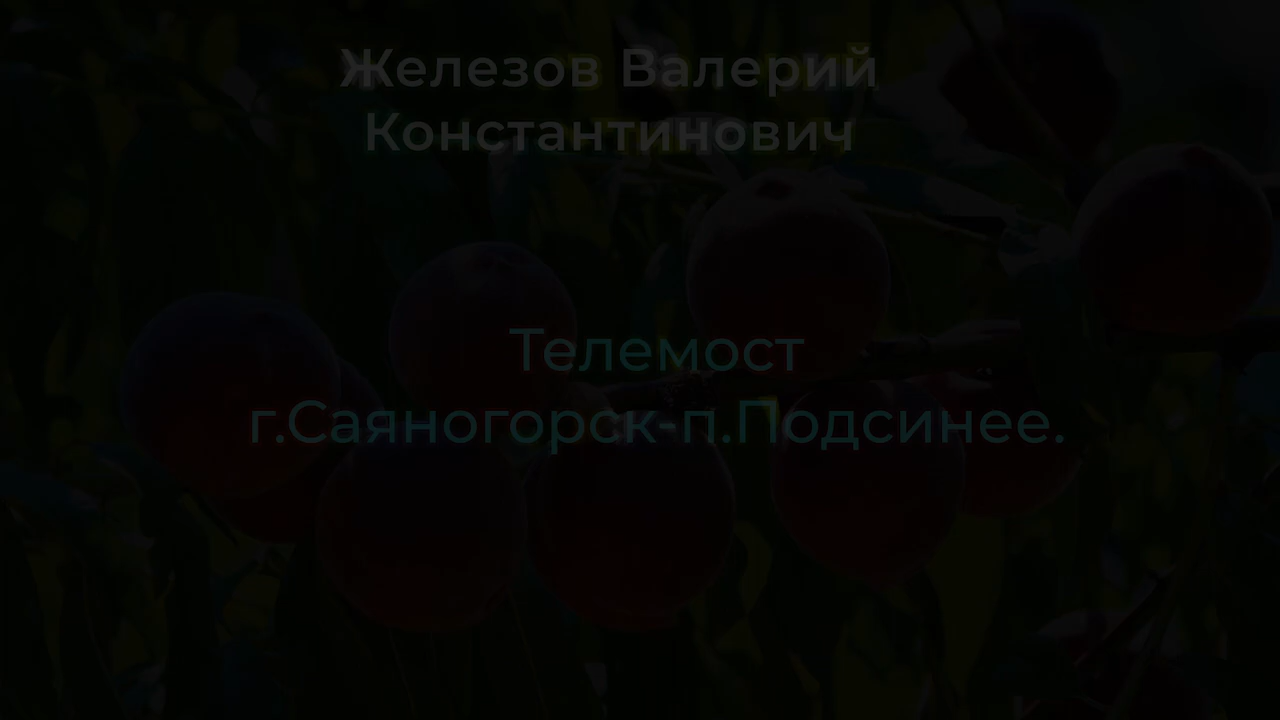 Железов Валерий
Константинович
Телемост
г.Саяногорск-п.Подсинее.